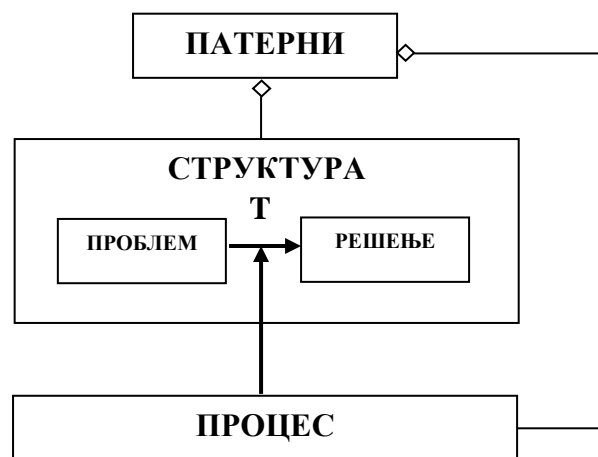 ПАТЕРНИ
СТРУКТУРА
Т
ПРОБЛЕМ
РЕШЕЊЕ
ПРОЦЕС